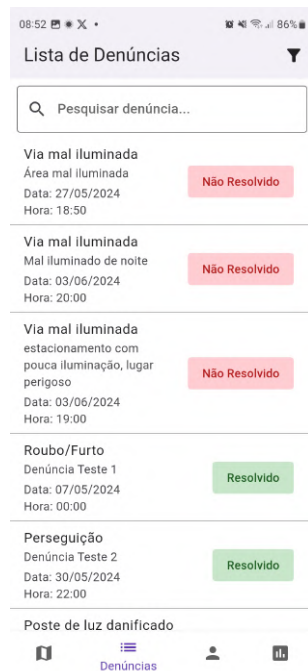 08:52
86%
Lista de Denúncias
Pesquisar denúncia...
Via mal iluminada
Área mal iluminada
Data: 27/05/2024
Hora: 18:50
Não Resolvido
Via mal iluminada
Mal iluminado de noite
Data: 03/06/2024
Hora: 20:00
Não Resolvido
Via mal iluminada
estacionamento com
pouca iluminação, lugar
perigoso
Data: 03/06/2024
Hora: 19:00
Não Resolvido
Roubo/Furto
Denúncia Teste 1
Data: 07/05/2024
Hora: 00:00
Resolvido
Perseguição
Denúncia Teste 2
Data: 30/05/2024
Hora: 22:00
Resolvido
Poste de luz danificado
Denúncias